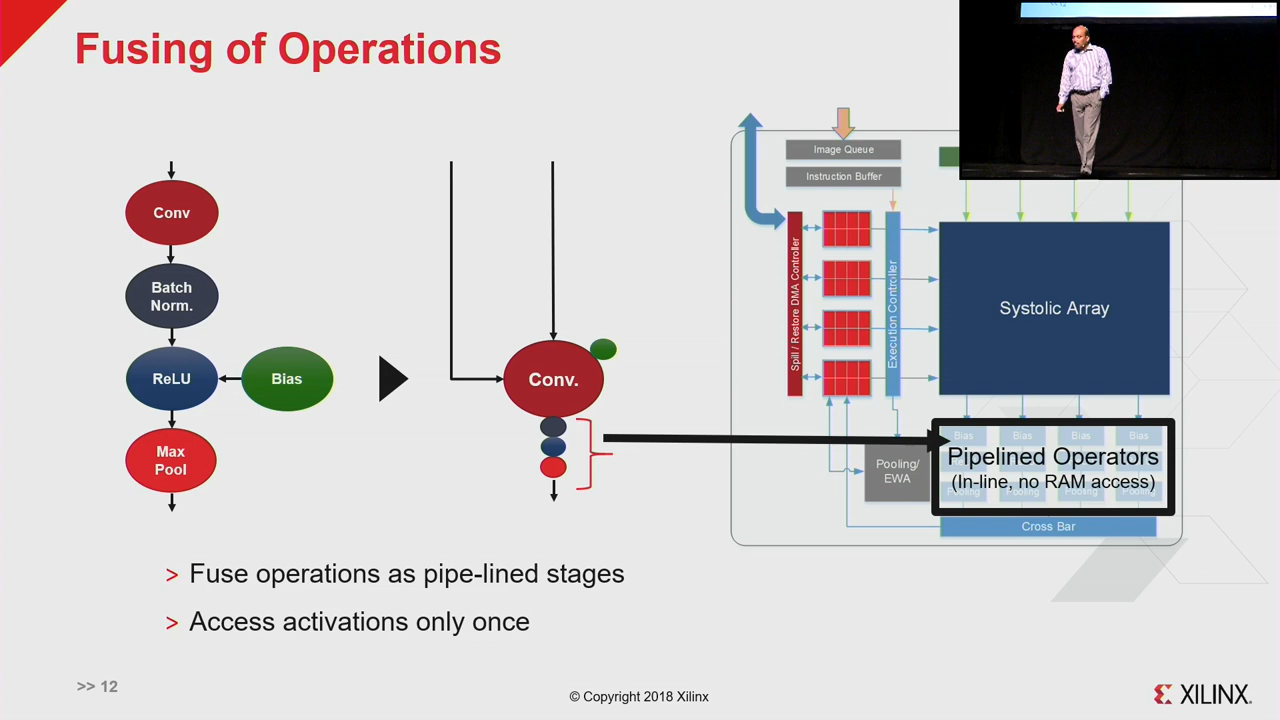 Fusing of Operations
Conv
Batch
Norm.
ReLU
Bias
Max
Pool
Conv.
Image Queue
Instruction Buffer
Spill / Restore DMA Controller
Execution Controller
Systolic Array
Bias Bias Bias Bias
Pipelined Operators
(In-line, no RAM access)
Pooling Pooling Pooling Pooling
Pooling/
EWA
Cross Bar
> Fuse operations as pipe-lined stages
> Access activations only once
>> 12
© Copyright 2018 Xilinx
XILINX.